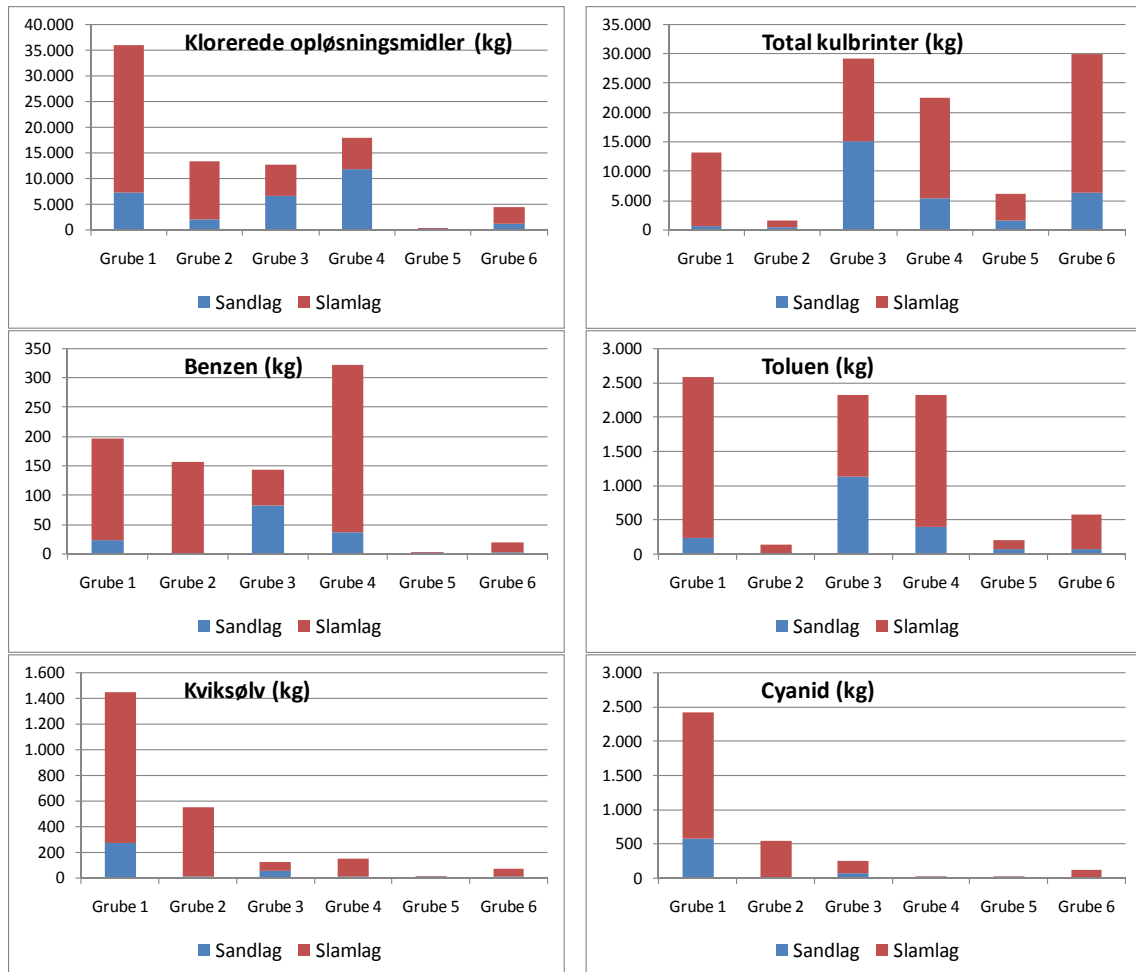 Klorerede opløsningsmidler (kg)
40.000
35.000
30.000
25.000
20.000
15.000
10.000
5.000
0
Grube 1 Grube 2 Grube 3 Grube 4 Grube 5 Grube 6
Sandlag Slamlag
Total kulbrinter (kg)
35.000
30.000
25.000
20.000
15.000
10.000
5.000
0
Grube 1 Grube 2 Grube 3 Grube 4 Grube 5 Grube 6
Sandlag Slamlag
Benzen (kg)
350
300
250
200
150
100
50
0
Grube 1 Grube 2 Grube 3 Grube 4 Grube 5 Grube 6
Sandlag Slamlag
Toluen (kg)
3.000
2.500
2.000
1.500
1.000
500
0
Grube 1 Grube 2 Grube 3 Grube 4 Grube 5 Grube 6
Sandlag Slamlag
Kviksølv (kg)
1.600
1.400
1.200
1.000
800
600
400
200
0
Grube 1 Grube 2 Grube 3 Grube 4 Grube 5 Grube 6
Sandlag Slamlag
Cyanid (kg)
3.000
2.500
2.000
1.500
1.000
500
0
Grube 1 Grube 2 Grube 3 Grube 4 Grube 5 Grube 6
Sandlag Slamlag